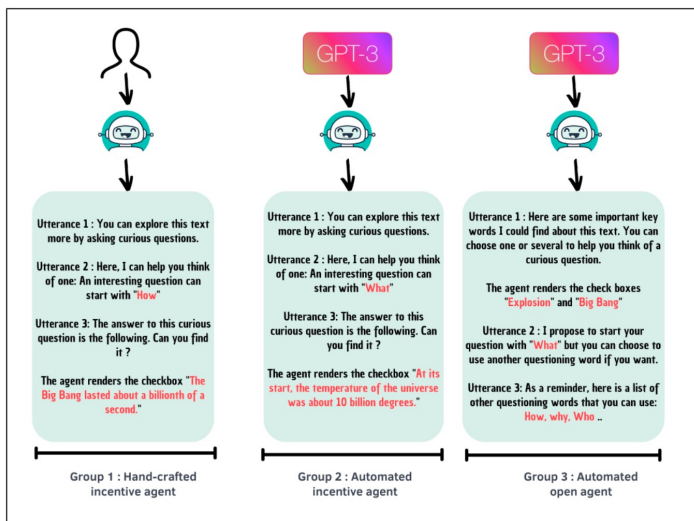 GPT-3
GPT-3
Utterance 1 : You can explore this text
more by asking curious questions.
Utterance 2 : Here, I can help you think
of one: An interesting question can
start with "How"
Utterance 3: The answer to this curious
question is the following. Can you find
it ?
The agent renders the checkbox "The
Big Bang lasted about a billionth of a
second."
Group 1 : Hand-crafted
incentive agent
Utterance 1 : You can explore this text
more by asking curious questions.
Utterance 2 : Here, I can help you think
of one: An interesting question can
start with "What"
Utterance 3: The answer to this
curious question is the following. Can
you find it ?
The agent renders the checkbox "At its
start, the temperature of the universe
was about 10 billion degrees."
Group 2 : Automated
incentive agent
Utterance 1 : Here are some important key
words I could find about this text. You can
choose one or several to help you think of a
curious question.
The agent renders the check boxes
"Explosion" and "Big Bang"
Utterance 2 : I propose to start your
question with "What" but you can choose to
use another questioning word if you want.
Utterance 3: As a reminder, here is a list of
other questioning words that you can use:
How, why, Who ..
Group 3 : Automated
open agent